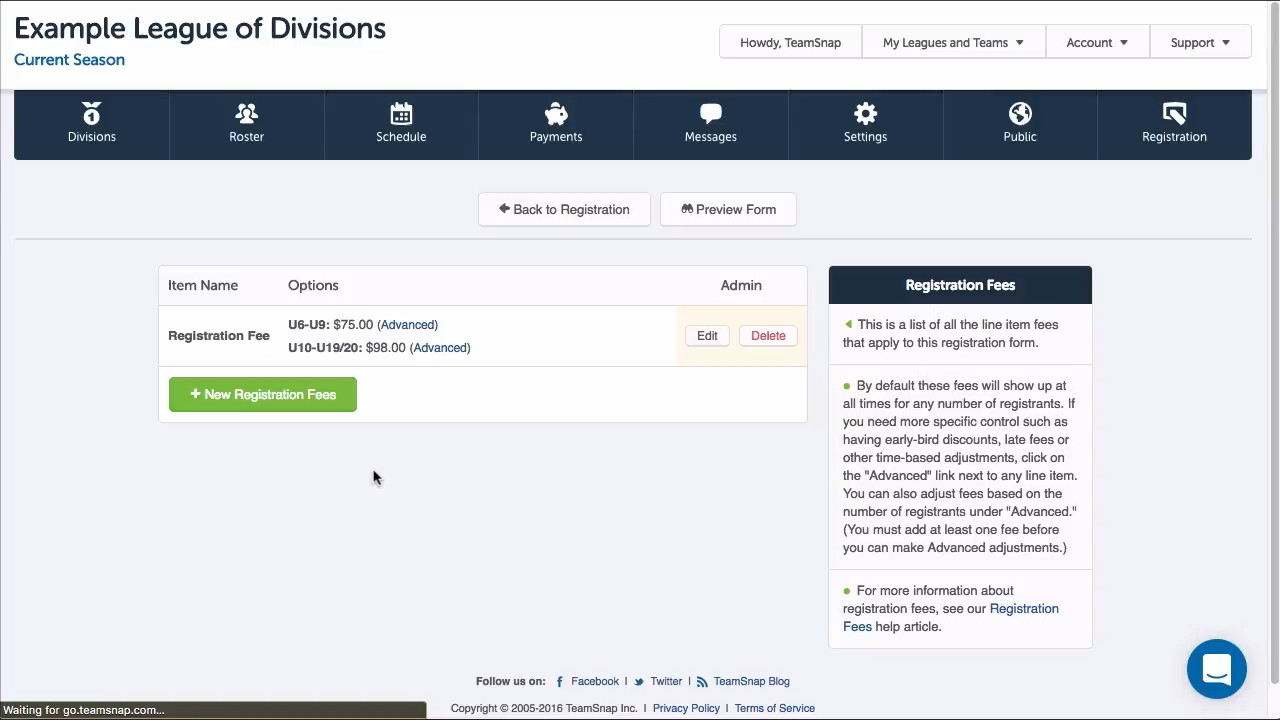 Example League of Divisions
Current Season
Howdy, TeamSnap
My Leagues and Teams
Account
Support
Divisions
Roster
Schedule
Payments
Messages
Settings
Public
Registration
Back to Registration
Preview Form
Item Name Options Admin
Registration Fee
U6-U9: $75.00 (Advanced)
U10-U19/20: $98.00 (Advanced)
Edit Delete
+ New Registration Fees
Registration Fees
This is a list of all the line item fees
that apply to this registration form.
By default these fees will show up at
all times for any number of registrants. If
you need more specific control such as
having early-bird discounts, late fees or
other time-based adjustments, click on
the "Advanced" link next to any line item.
You can also adjust fees based on the
number of registrants under "Advanced."
(You must add at least one fee before
you can make Advanced adjustments.)
For more information about
registration fees, see our Registration
Fees help article.
Follow us on: Facebook | Twitter | TeamSnap Blog
Copyright © 2005-2016 TeamSnap Inc. | Privacy Policy | Terms of Service
Waiting for go.teamsnap.com...